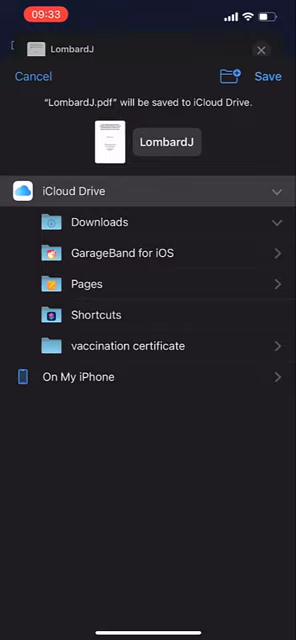 09:33
LombardJ
Cancel
Save
“LombardJ.pdf” will be saved to iCloud Drive.
LombardJ
iCloud Drive
Downloads
GarageBand for iOS
Pages
Shortcuts
vaccination certificate
On My iPhone